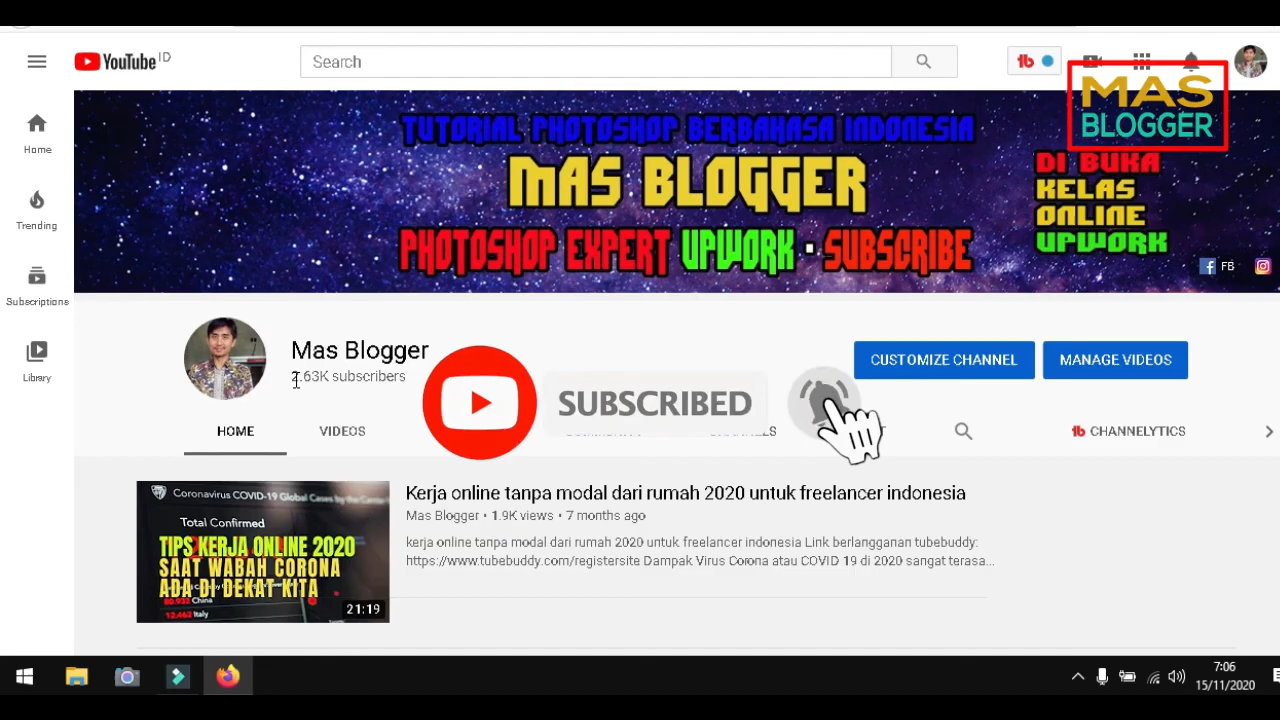 YouTube ID
Search
MAS
BLOGGER
Home
Trending
Subscriptions
Library
TUTORIAL PHOTOSHOP BERBAHASA INDONESIA
MAS BLOGGER
PHOTOSHOP EXPERT UPWORK · SUBSCRIBE
DI BUKA
KELAS
ONLINE
UPWORK
FB
Mas Blogger
2.63K subscribers
CUSTOMIZE CHANNEL
MANAGE VIDEOS
SUBSCRIBED
HOME
VIDEOS
CHANNELYTICS
Coronavirus COVID-19 Global Cases by the
Total Confirmed
TIPS KERJA ONLINE 2020
SAAT WABAH CORONA
ADA DI DEKAT KITA
China
12,462 Italy
21:19
Kerja online tanpa modal dari rumah 2020 untuk freelancer indonesia
Mas Blogger • 1.9K views • 7 months ago
kerja online tanpa modal dari rumah 2020 untuk freelancer indonesia Link berlangganan tubebuddy:
https://www.tubebuddy.com/registersite Dampak Virus Corona atau COVID 19 di 2020 sangat terasa...
7:06
15/11/2020